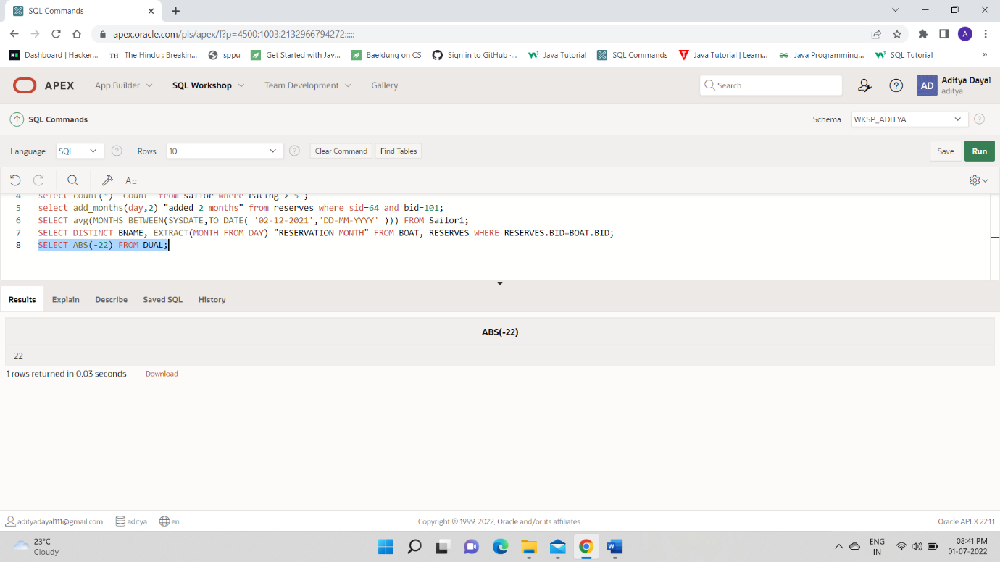 SQL Commands
apex.oracle.com/pls/apex/f?p=4500:1003:2132966794272:::::
A
Dashboard | Hacker...
TH The Hindu : Breakin...
sppu
Get Started with Jav...
Baeldung on CS
Sign in to GitHub ·...
Java Tutorial
SQL Commands
Java Tutorial | Learn...
Java Programming...
SQL Tutorial
»
APEX
App Builder
SQL Workshop
Team Development
Gallery
Search
AD
Aditya Dayal
aditya
SQL Commands
Schema
WKSP_ADITYA
Language
SQL
Rows
10
Clear Command
Find Tables
Save
Run
4 select count(*) "Count" from sailor where rating > 5 ;
5 select add_months(day,2) "added 2 months" from reserves where sid=64 and bid=101;
6 SELECT avg(MONTHS_BETWEEN(SYSDATE,TO_DATE( '02-12-2021','DD-MM-YYYY' ))) FROM Sailor1;
7 SELECT DISTINCT BNAME, EXTRACT(MONTH FROM DAY) "RESERVATION MONTH" FROM BOAT, RESERVES WHERE RESERVES.BID=BOAT.BID;
8 SELECT ABS(-22) FROM DUAL;
Results
Explain
Describe
Saved SQL
History
ABS(-22)
22
1 rows returned in 0.03 seconds
Download
adityadayal111@gmail.com
aditya
en
Copyright © 1999, 2022, Oracle and/or its affiliates.
Oracle APEX 22.1.1
23°C
Cloudy
ENG
IN
08:41 PM
01-07-2022